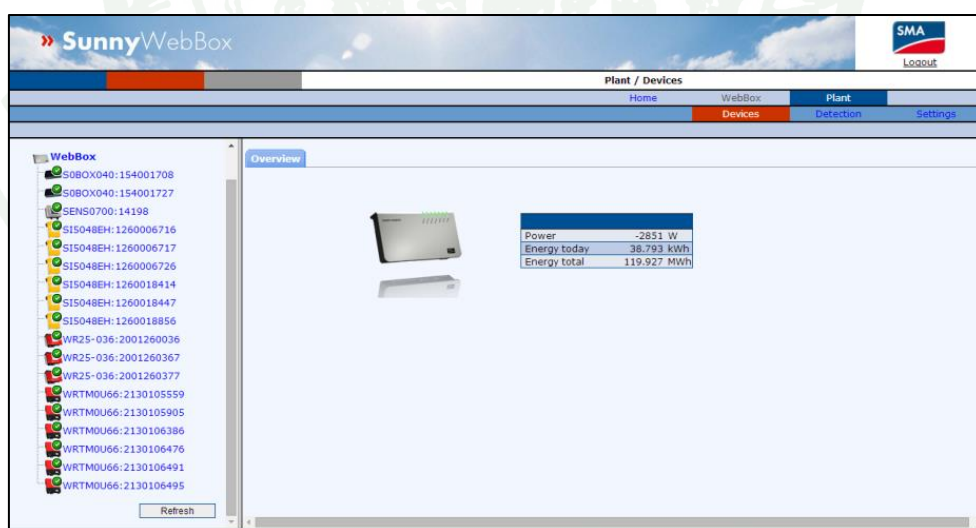 » SunnyWebBox
SMA
Logout
Plant / Devices
Home WebBox Plant
Devices Detection Settings
WebBox
S0BOX040:154001708
S0BOX040:154001727
SENS0700:14198
SI5048EH:1260006716
SI5048EH:1260006717
SI5048EH:1260006726
SI5048EH:1260018414
SI5048EH:1260018447
SI5048EH:1260018856
WR25-036:2001260036
WR25-036:2001260367
WR25-036:2001260377
WRTM0U66:2130105559
WRTM0U66:2130105905
WRTM0U66:2130106386
WRTM0U66:2130106476
WRTM0U66:2130106491
WRTM0U66:2130106495
Refresh
Overview
Power -2851 W
Energy today 38.793 kWh
Energy total 119.927 MWh